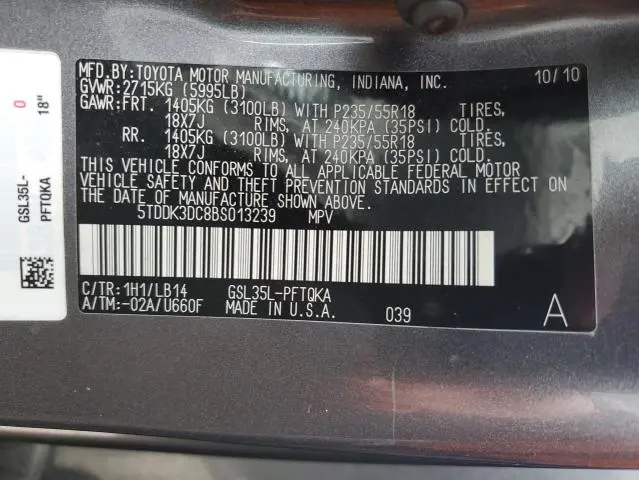 MFD.BY:TOYOTA MOTOR MANUFACTURING, INDIANA, INC. 10/10
GVWR:2715KG (5995LB)
GAWR:FRT. 1405KG (3100LB) WITH P235/55R18 TIRES,
18X7J RIMS, AT 240KPA (35PSI) COLD.
RR. 1405KG (3100LB) WITH P235/55R18 TIRES,
18X7J RIMS, AT 240KPA (35PSI) COLD.
THIS VEHICLE CONFORMS TO ALL APPLICABLE FEDERAL MOTOR
VEHICLE SAFETY AND THEFT PREVENTION STANDARDS IN EFFECT ON
THE DATE OF MANUFACTURE SHOWN ABOVE.
5TDDK3DC8BS013239 MPV
C/TR:1H1/LB14 GSL35L-PFTQKA
A/TM:-02A/U660F MADE IN U.S.A. 039 A
GSL35L-
PFTQKA
0
18"